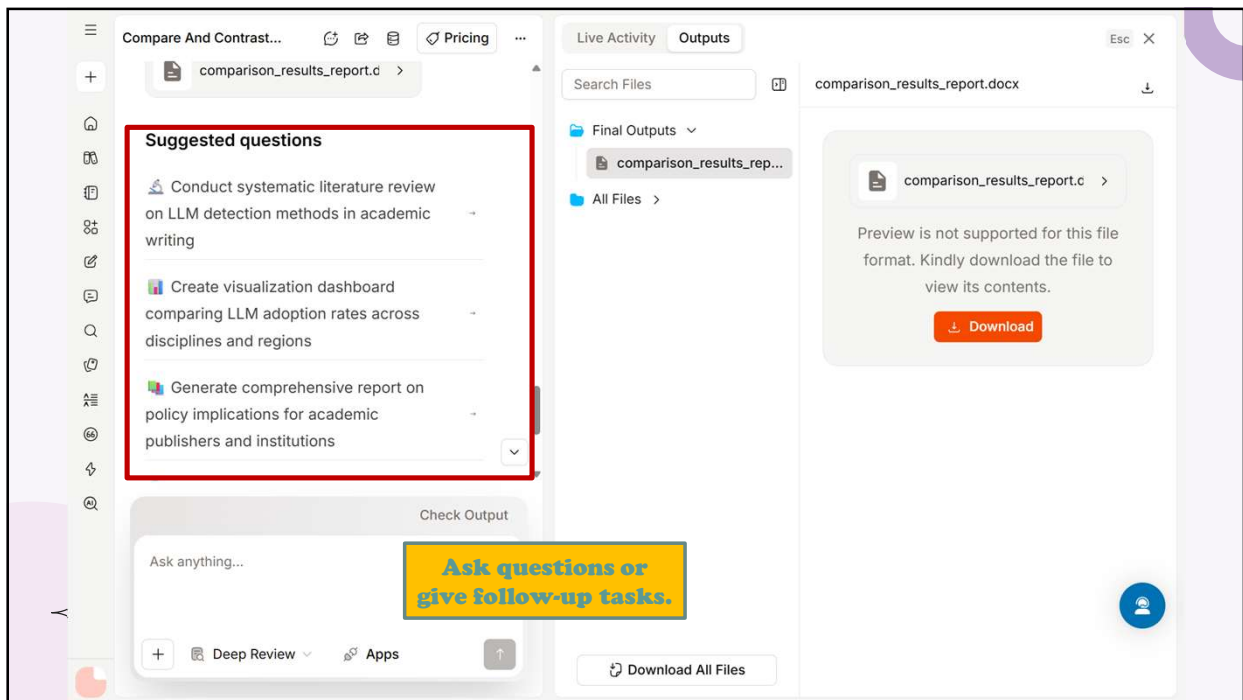 Compare And Contrast...
Pricing
comparison_results_report.d
Suggested questions
Conduct systematic literature review
on LLM detection methods in academic
writing
Create visualization dashboard
comparing LLM adoption rates across
disciplines and regions
Generate comprehensive report on
policy implications for academic
publishers and institutions
Check Output
Ask anything...
Deep Review
Apps
Ask questions or
give follow-up tasks.
Live Activity
Outputs
Esc
Search Files
Final Outputs
comparison_results_rep...
All Files
Download All Files
comparison_results_report.docx
comparison_results_report.d
Preview is not supported for this file
format. Kindly download the file to
view its contents.
Download